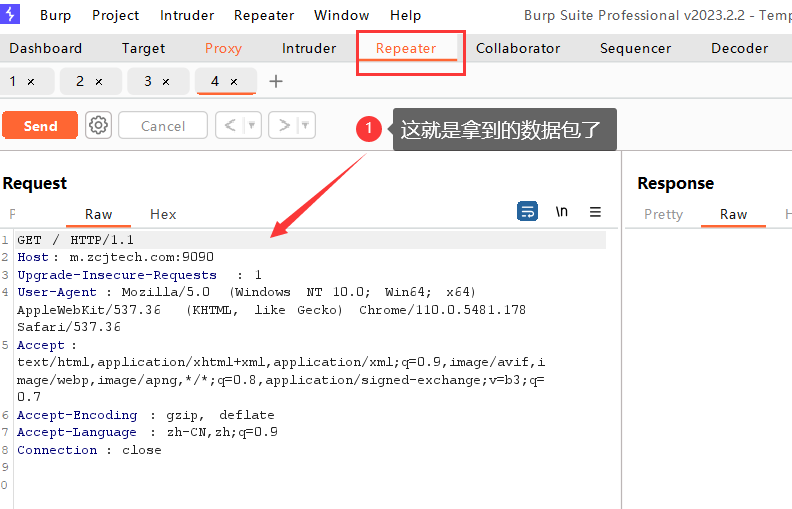 Burp Project Intruder Repeater Window Help Burp Suite Professional v2023.2.2 - Temp
Dashboard Target Proxy Intruder Repeater Collaborator Sequencer Decoder
1 × 2 × 3 × 4 × +
Send Cancel < >
1 这就是拿到的数据包了
Request Response
P Raw Hex \n Pretty Raw H
1 GET / HTTP/1.1
2 Host : m.zcjtech.com:9090
3 Upgrade-Insecure-Requests : 1
4 User-Agent : Mozilla/5.0 (Windows NT 10.0; Win64; x64)
AppleWebKit/537.36 (KHTML, like Gecko) Chrome/110.0.5481.178
Safari/537.36
5 Accept :
text/html,application/xhtml+xml,application/xml;q=0.9,image/avif,i
mage/webp,image/apng,*/*;q=0.8,application/signed-exchange;v=b3;q=
0.7
6 Accept-Encoding : gzip, deflate
7 Accept-Language : zh-CN,zh;q=0.9
8 Connection : close
9
0